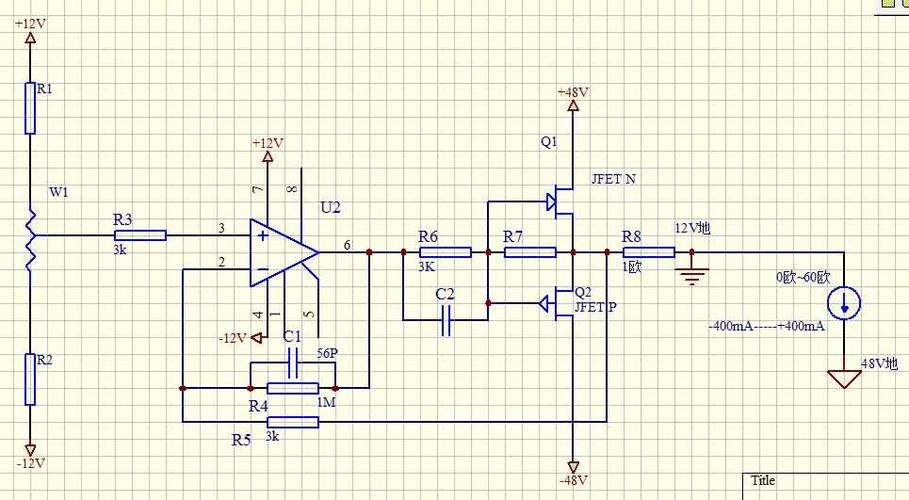 +12V
R1
W1
R2
-12V
R3
3k
+12V
7
8
U2
3
2
6
4
1
5
-12V
C1
56P
R4
1M
R5
3k
R6
3K
C2
R7
+48V
Q1
JFET N
Q2
JFET P
-48V
R8
1欧
12V地
0欧~60欧
-400mA-----+400mA
48V地
Title